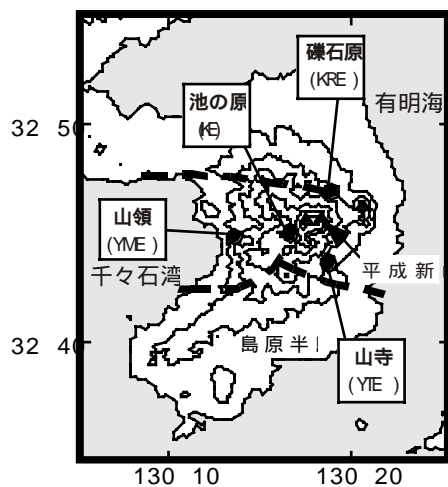 礫石原
(KRE)
池の原
(IKE)
有明海
32 50
山領
(YME)
千々石湾
平成新
島原半
32 40
山寺
(YTE)
130 10
130 20